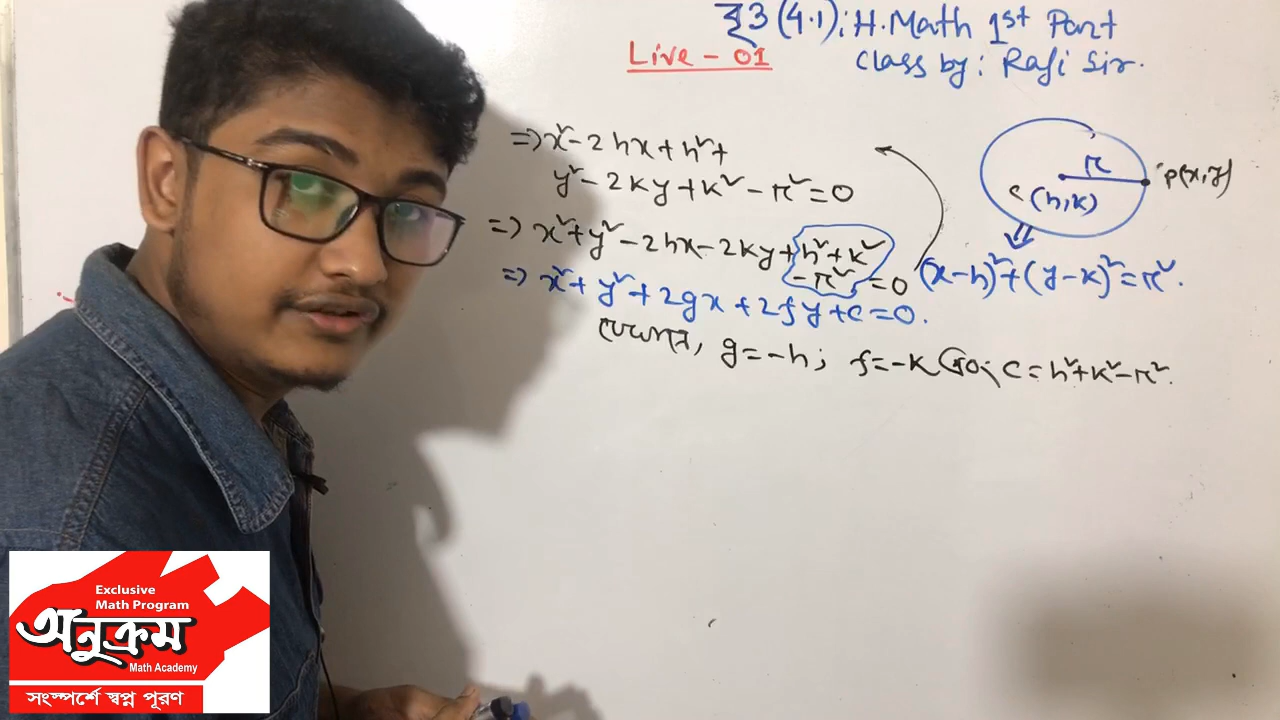 বৃত্ত (4.1): H.Math 1st Part
Live - 01
Class by: Rafi Sir.
⇒ x² - 2hx + h² +
y² - 2ky + k² - r² = 0
⇒ x² + y² - 2hx - 2ky + h² + k²
- r² = 0
⇒ x² + y² + 2gx + 2fy + c = 0.
যেখানে, g = -h; f = -k এবং c = h² + k² - r².
r
P(x,y)
c (h,k)
(x-h)² + (y-k)² = r².
Exclusive
Math Program
অনুক্রম
Math Academy
সংস্পর্শে স্বপ্ন পূরণ